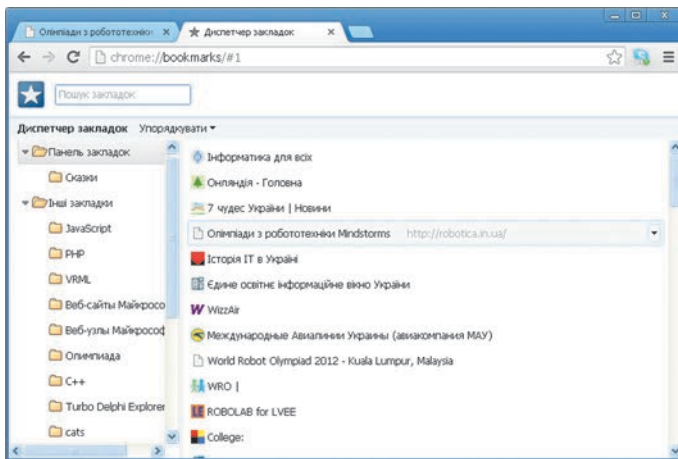 Олімпіади з робототехніки
Диспетчер закладок
chrome://bookmarks/#1
Пошук закладок
Диспетчер закладок Упорядкувати
Панель закладок
Сказки
Інші закладки
JavaScript
PHP
VRML
Веб-сайты Майкросо
Веб-узлы Майкрософ
Олимпиада
C++
Turbo Delphi Explorer
cats
Інформатика для всіх
Онляндія - Головна
7 чудес України | Новини
Олімпіади з робототехніки Mindstorms http://robotica.in.ua/
Історія IT в Україні
Єдине освітнє інформаційне вікно України
WizzAir
Международные Авиалинии Украины (авиакомпания МАУ)
World Robot Olympiad 2012 - Kuala Lumpur, Malaysia
WRO |
ROBOLAB for LVEE
College: